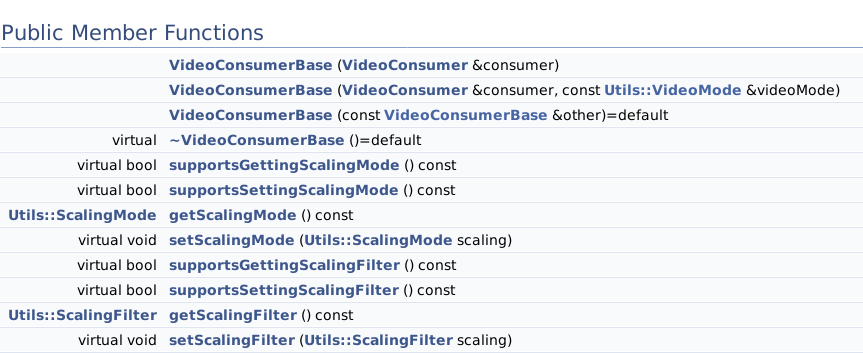 Public Member Functions
VideoConsumerBase (VideoConsumer &consumer)
VideoConsumerBase (VideoConsumer &consumer, const Utils::VideoMode &videoMode)
VideoConsumerBase (const VideoConsumerBase &other)=default
virtual ~VideoConsumerBase ()=default
virtual bool supportsGettingScalingMode () const
virtual bool supportsSettingScalingMode () const
Utils::ScalingMode getScalingMode () const
virtual void setScalingMode (Utils::ScalingMode scaling)
virtual bool supportsGettingScalingFilter () const
virtual bool supportsSettingScalingFilter () const
Utils::ScalingFilter getScalingFilter () const
virtual void setScalingFilter (Utils::ScalingFilter scaling)